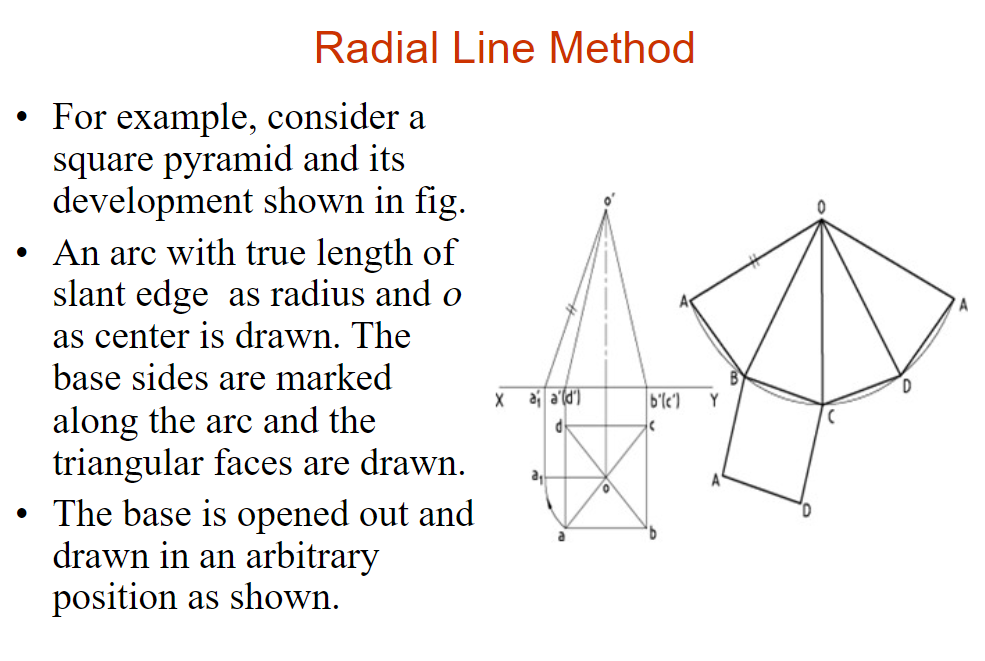 Radial Line Method
• For example, consider a
square pyramid and its
development shown in fig.
• An arc with true length of
slant edge as radius and o
as center is drawn. The
base sides are marked
along the arc and the
triangular faces are drawn.
• The base is opened out and
drawn in an arbitrary
position as shown.
o'
X a₁' a'(d') b'(c') Y
d c
a₁ o
a b
O
A A
B D
C
A
D